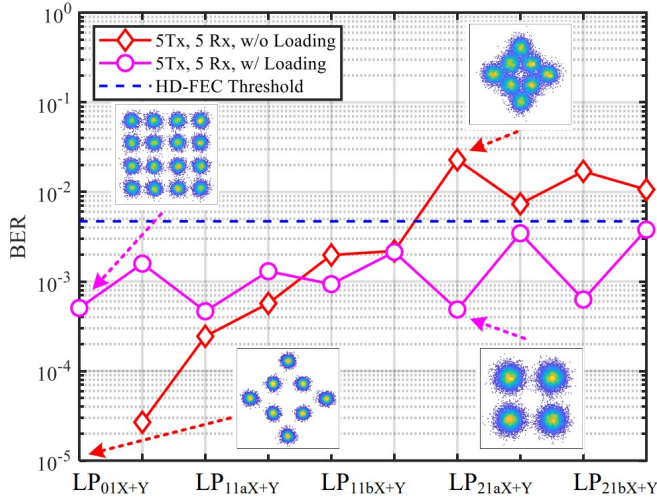 10^0
5Tx, 5 Rx, w/o Loading
5Tx, 5 Rx, w/ Loading
HD-FEC Threshold
10^-1
10^-2
BER
10^-3
10^-4
10^-5
LP01X+Y LP11aX+Y LP11bX+Y LP21aX+Y LP21bX+Y